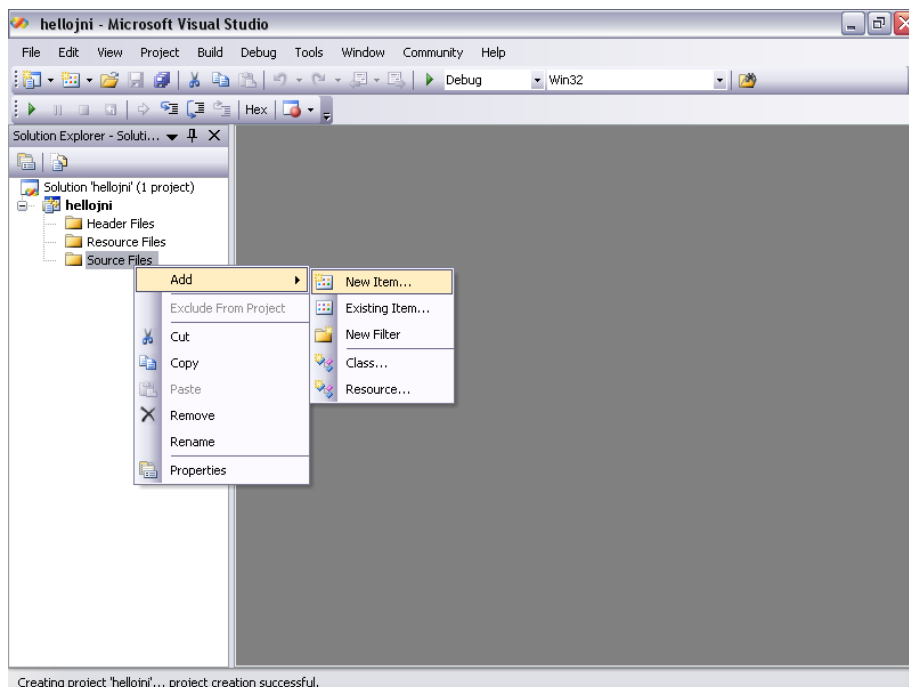 hellojni - Microsoft Visual Studio
File Edit View Project Build Debug Tools Window Community Help
Debug Win32
Hex
Solution Explorer - Soluti...
Solution 'hellojni' (1 project)
hellojni
Header Files
Resource Files
Source Files
Add
Exclude From Project
Cut
Copy
Paste
Remove
Rename
Properties
New Item...
Existing Item...
New Filter
Class...
Resource...
Creating project 'hellojni'... project creation successful.